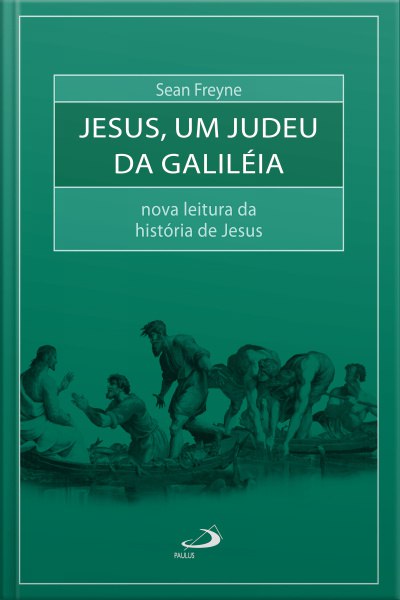 Sean Freyne
JESUS, UM JUDEU
DA GALILÉIA
nova leitura da
história de Jesus
PAULUS